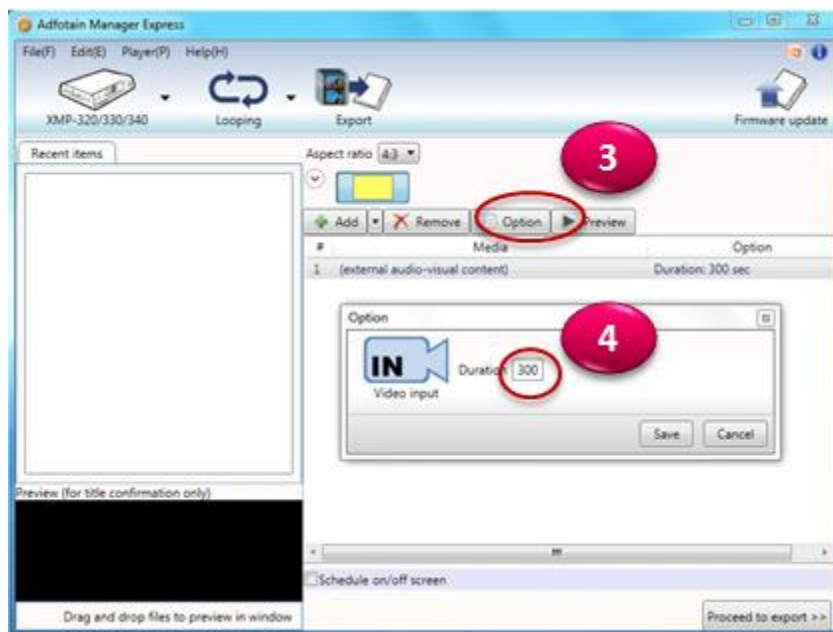 Adfotain Manager Express
File(F) Edit(E) Player(P) Help(H)
XMP-320/330/340 Looping Export Firmware update
Recent items
Aspect ratio 4:3
3
Add Remove Option Preview
# Media Option
1 (external audio-visual content) Duration: 300 sec
Option
4
IN
Duration 300
Video input
Save Cancel
Preview (for title confirmation only)
Schedule on/off screen
Drag and drop files to preview in window
Proceed to export >>